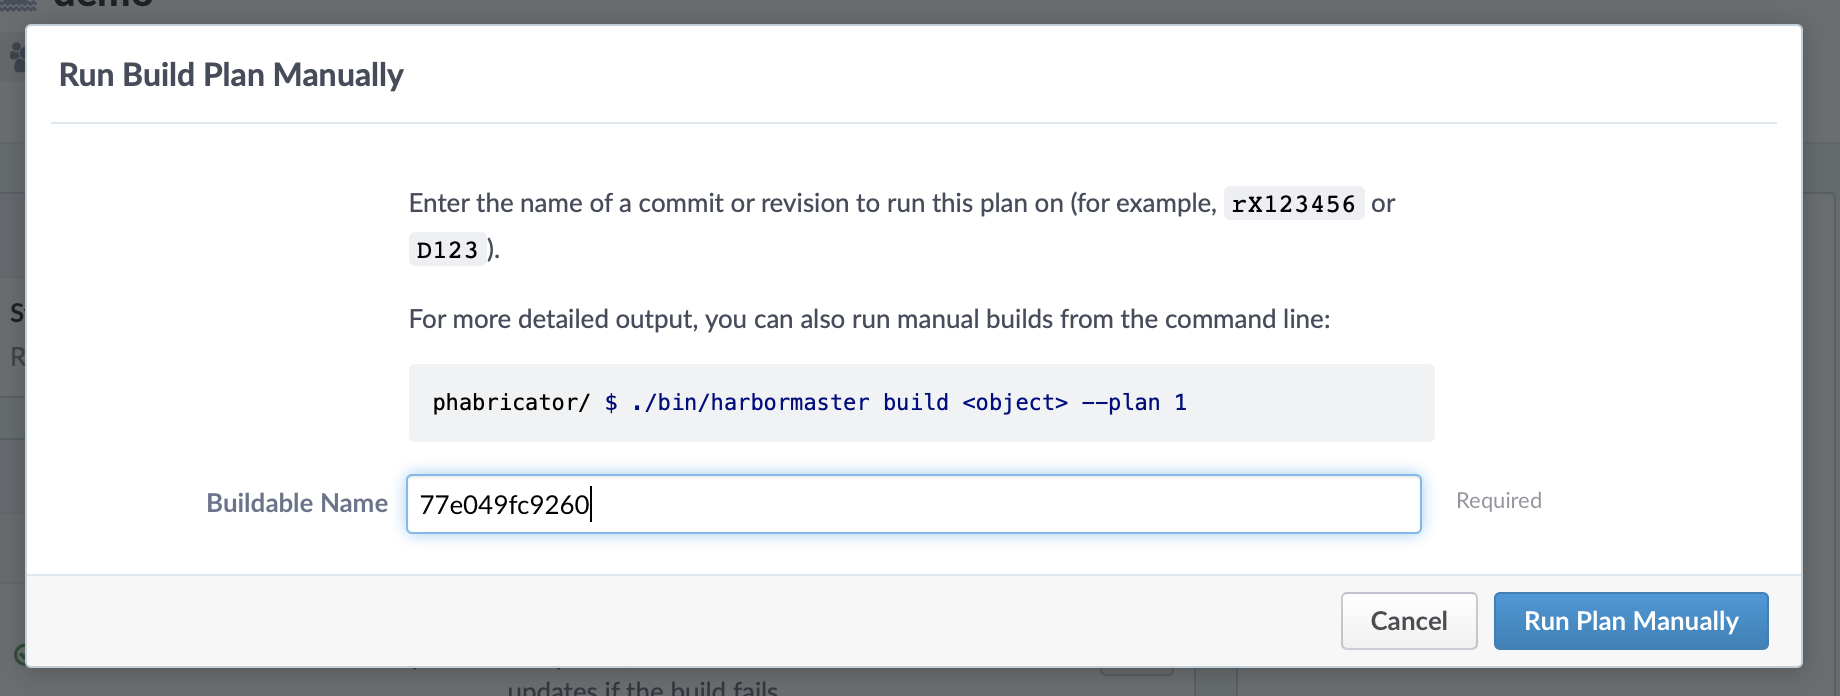 demo
Run Build Plan Manually
Enter the name of a commit or revision to run this plan on (for example, rX123456 or
D123).
For more detailed output, you can also run manual builds from the command line:
phabricator/ $ ./bin/harbormaster build <object> --plan 1
Buildable Name 77e049fc9260 Required
Cancel Run Plan Manually
updates if the build fails